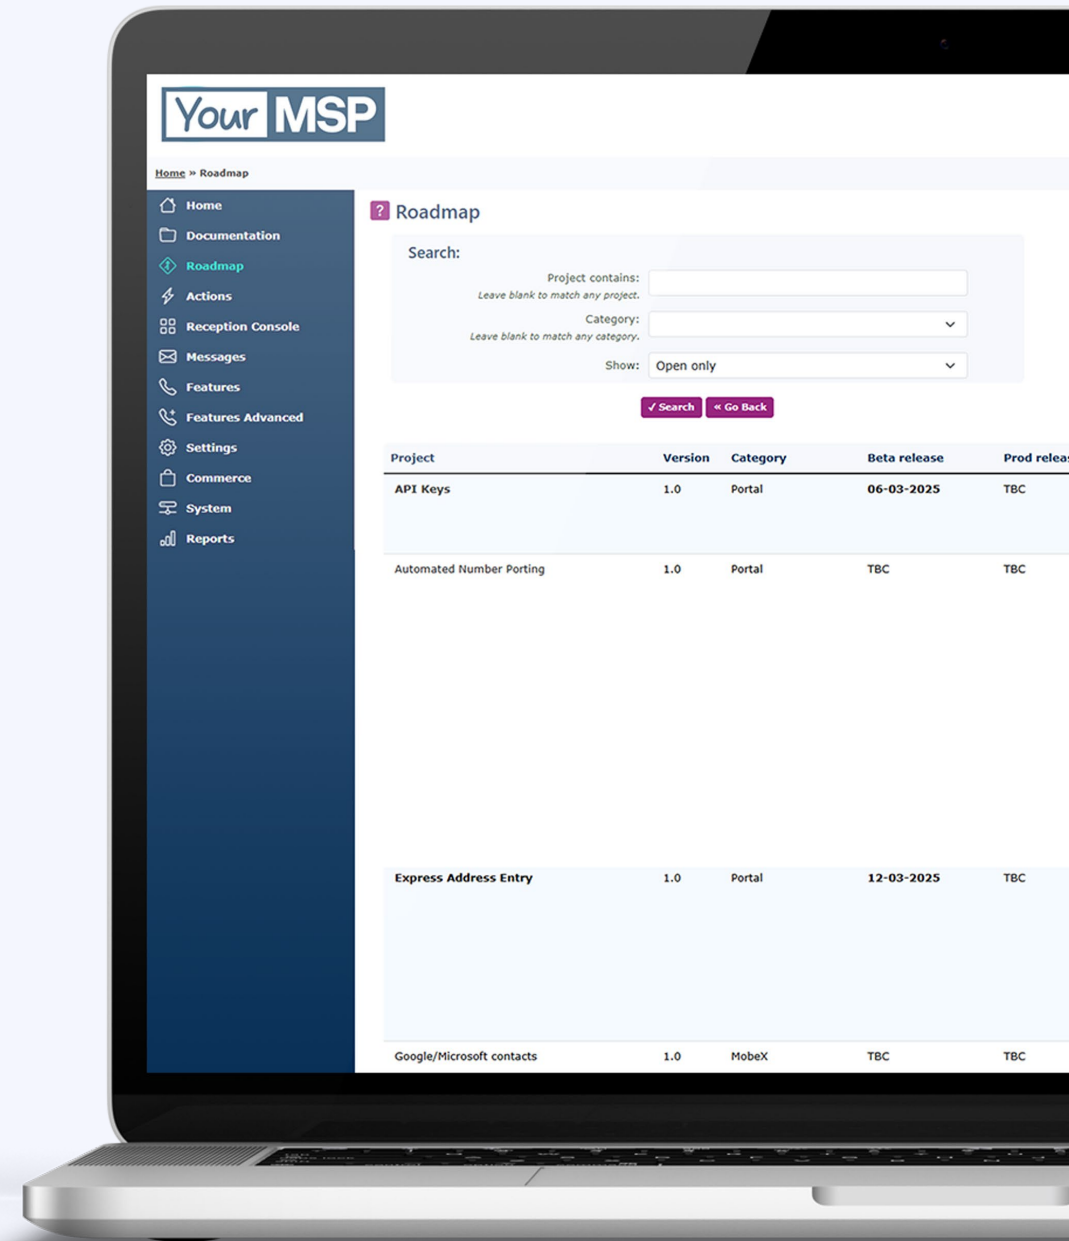 Your MSP
Home » Roadmap
Home
Documentation
Roadmap
Actions
Reception Console
Messages
Features
Features Advanced
Settings
Commerce
System
Reports
? Roadmap
Search:
Project contains:
Leave blank to match any project.
Category:
Leave blank to match any category.
Show: Open only
✓ Search « Go Back
Project Version Category Beta release Prod releas
API Keys 1.0 Portal 06-03-2025 TBC
Automated Number Porting 1.0 Portal TBC TBC
Express Address Entry 1.0 Portal 12-03-2025 TBC
Google/Microsoft contacts 1.0 MobeX TBC TBC